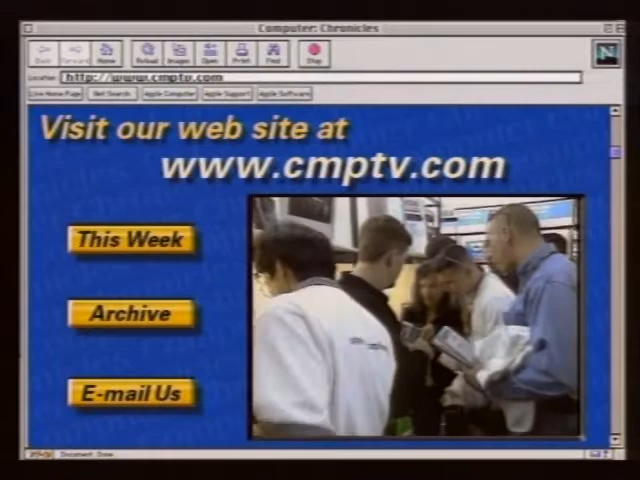 Computer: Chronicles
Back Forward Home Reload Images Open Print Find Stop
N
Location: http://www.cmptv.com
Live Home Page Net Search Apple Computer Apple Support Apple Software
Visit our web site at
www.cmptv.com
This Week
Archive
E-mail Us
Document: Done.